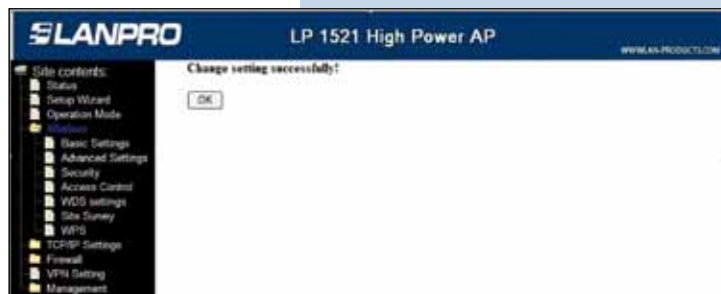 LANPRO
LP 1521 High Power AP
WWW.LAN-PRODUCTS.COM
Site contents:
Status
Setup Wizard
Operation Mode
Wireless
Basic Settings
Advanced Settings
Security
Access Control
WDS settings
Site Survey
WPS
TCP/IP Settings
Firewall
VPN Setting
Management
Change setting successfully!
OK